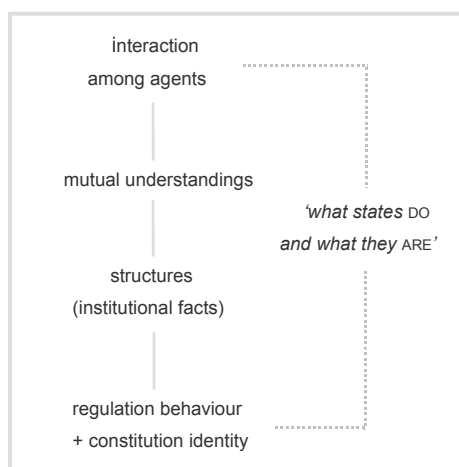 interaction
among agents
mutual understandings
‘what states DO
and what they ARE’
structures
(institutional facts)
regulation behaviour
+ constitution identity